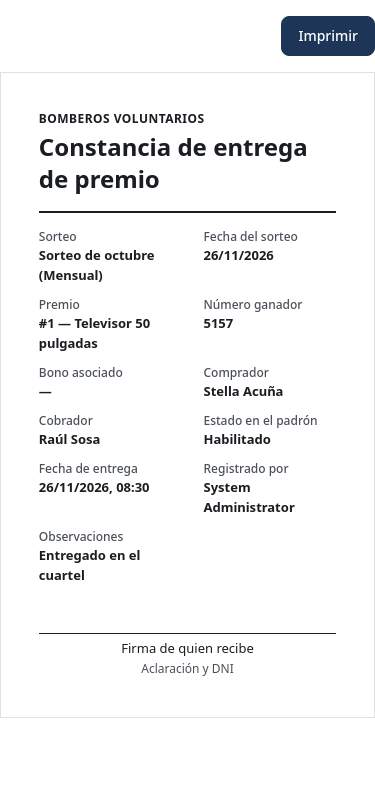 Imprimir
BOMBEROS VOLUNTARIOS
Constancia de entrega
de premio
Sorteo
Sorteo de octubre
(Mensual)
Fecha del sorteo
26/11/2026
Premio
#1 — Televisor 50
pulgadas
Número ganador
5157
Bono asociado
—
Comprador
Stella Acuña
Cobrador
Raúl Sosa
Estado en el padrón
Habilitado
Fecha de entrega
26/11/2026, 08:30
Registrado por
System
Administrator
Observaciones
Entregado en el
cuartel
Firma de quien recibe
Aclaración y DNI